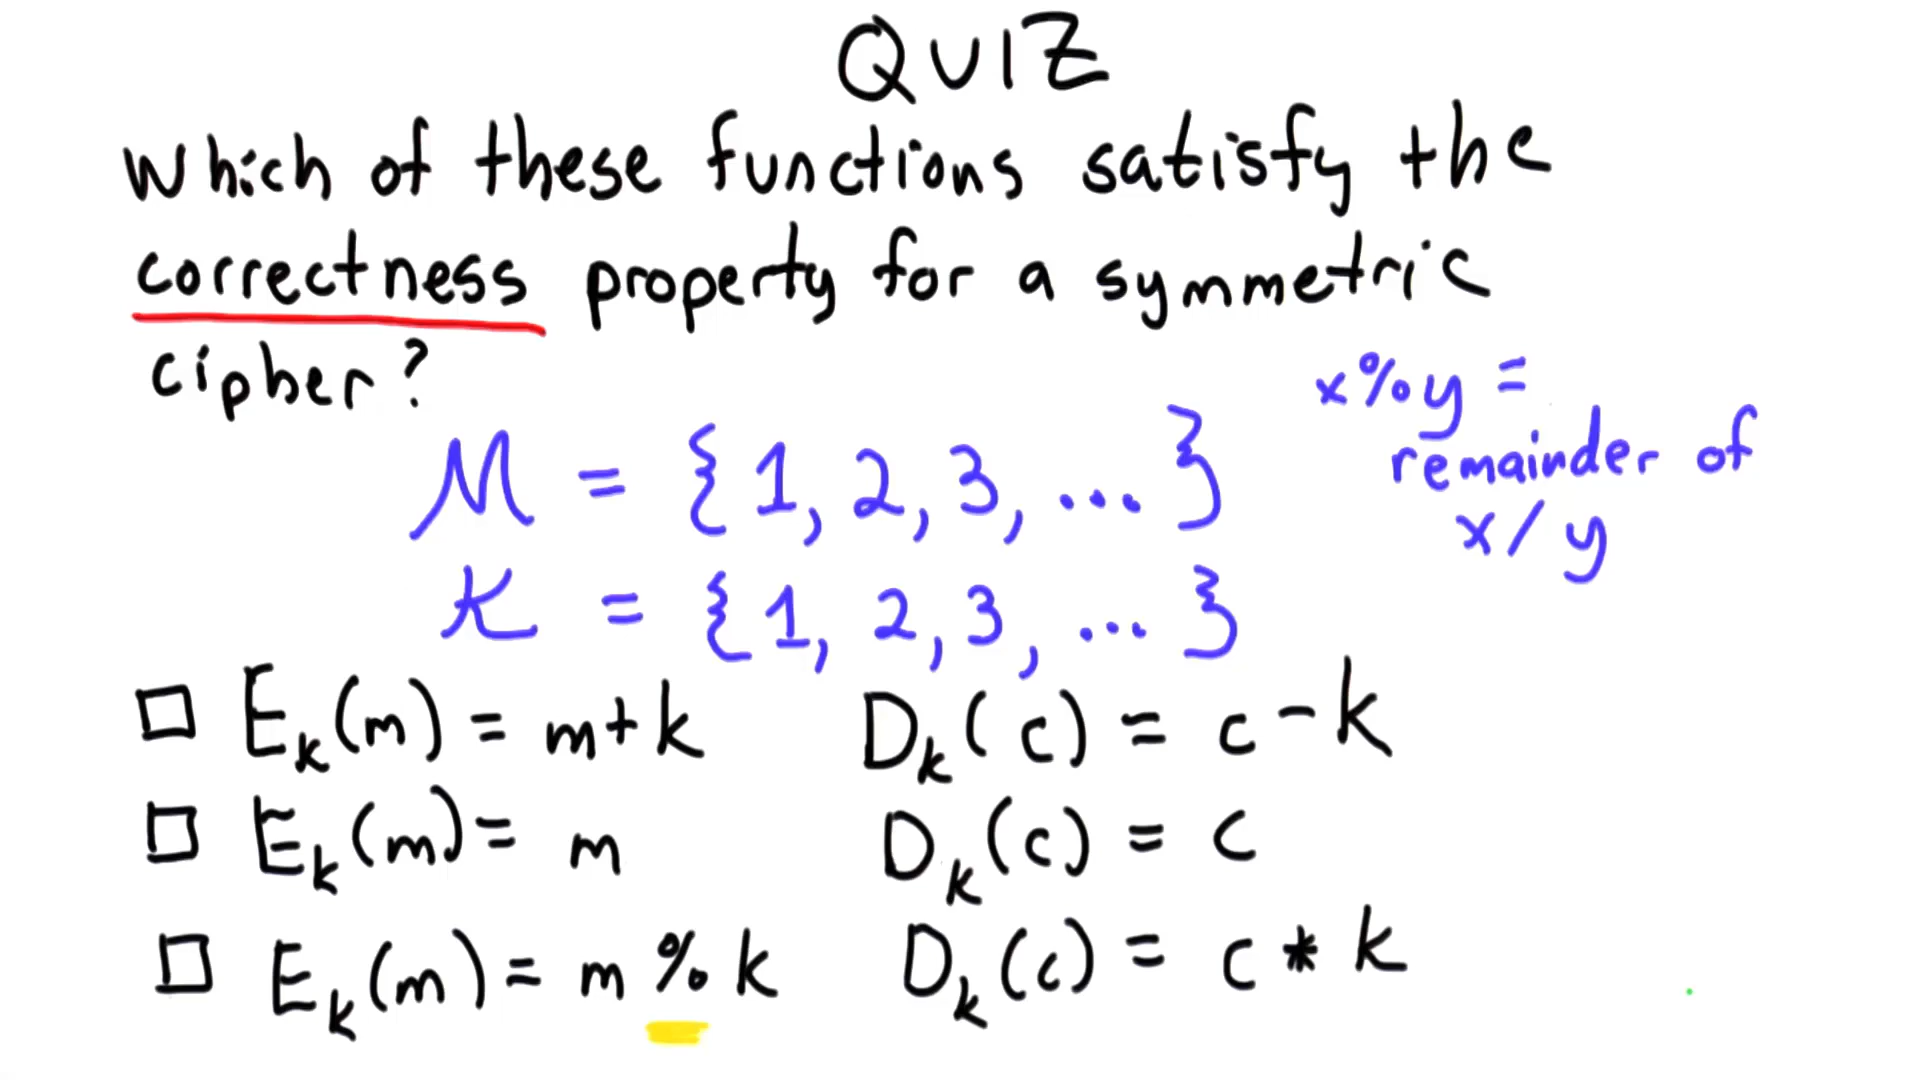 QUIZ
Which of these functions satisfy the
correctness property for a symmetric
cipher?
x%y =
remainder of
x/y
M = {1, 2, 3, ... }
K = {1, 2, 3, ... }
□ Eₖ(m) = m+k Dₖ(c) = c-k
□ Eₖ(m) = m Dₖ(c) = c
□ Eₖ(m) = m % k Dₖ(c) = c * k